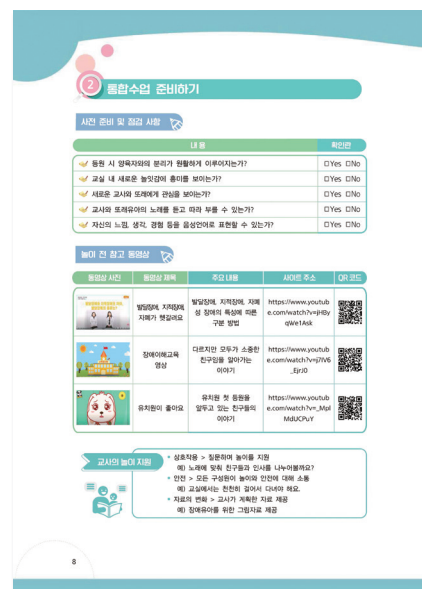 2 통합수업 준비하기
사전 준비 및 점검 사항
내 용 확인란
등원 시 양육자와의 분리가 원활하게 이루어지는가? □Yes □No
교실 내 새로운 놀잇감에 흥미를 보이는가? □Yes □No
새로운 교사와 또래에게 관심을 보이는가? □Yes □No
교사와 또래유아의 노래를 듣고 따라 부를 수 있는가? □Yes □No
자신의 느낌, 생각, 경험 등을 음성언어로 표현할 수 있는가? □Yes □No
놀이 전 참고 동영상
동영상 사진 동영상 제목 주요 내용 사이트 주소 QR 코드
발달장애, 지적장애,
자폐가 헷갈려요
발달장애, 지적장애, 자폐
성 장애의 특성에 따른
구분 방법
https://www.youtub
e.com/watch?v=jHBy
qWe1Ask
장애이해교육
영상
다르지만 모두가 소중한
친구임을 알아가는
이야기
https://www.youtub
e.com/watch?v=j7lV6
_EjrJ0
유치원이 좋아요
유치원 첫 등원을
앞두고 있는 친구들의
이야기
https://www.youtub
e.com/watch?v=_Mpl
MdUCPuY
교사의 놀이 지원
• 상호작용 > 질문하며 놀이를 지원
예) 노래에 맞춰 친구들과 인사를 나누어볼까요?
• 안전 > 모든 구성원이 놀이와 안전에 대해 소통
예) 교실에서는 천천히 걸어서 다녀야 해요.
• 자료의 변화 > 교사가 계획한 자료 제공
예) 장애유아를 위한 그림자료 제공
8